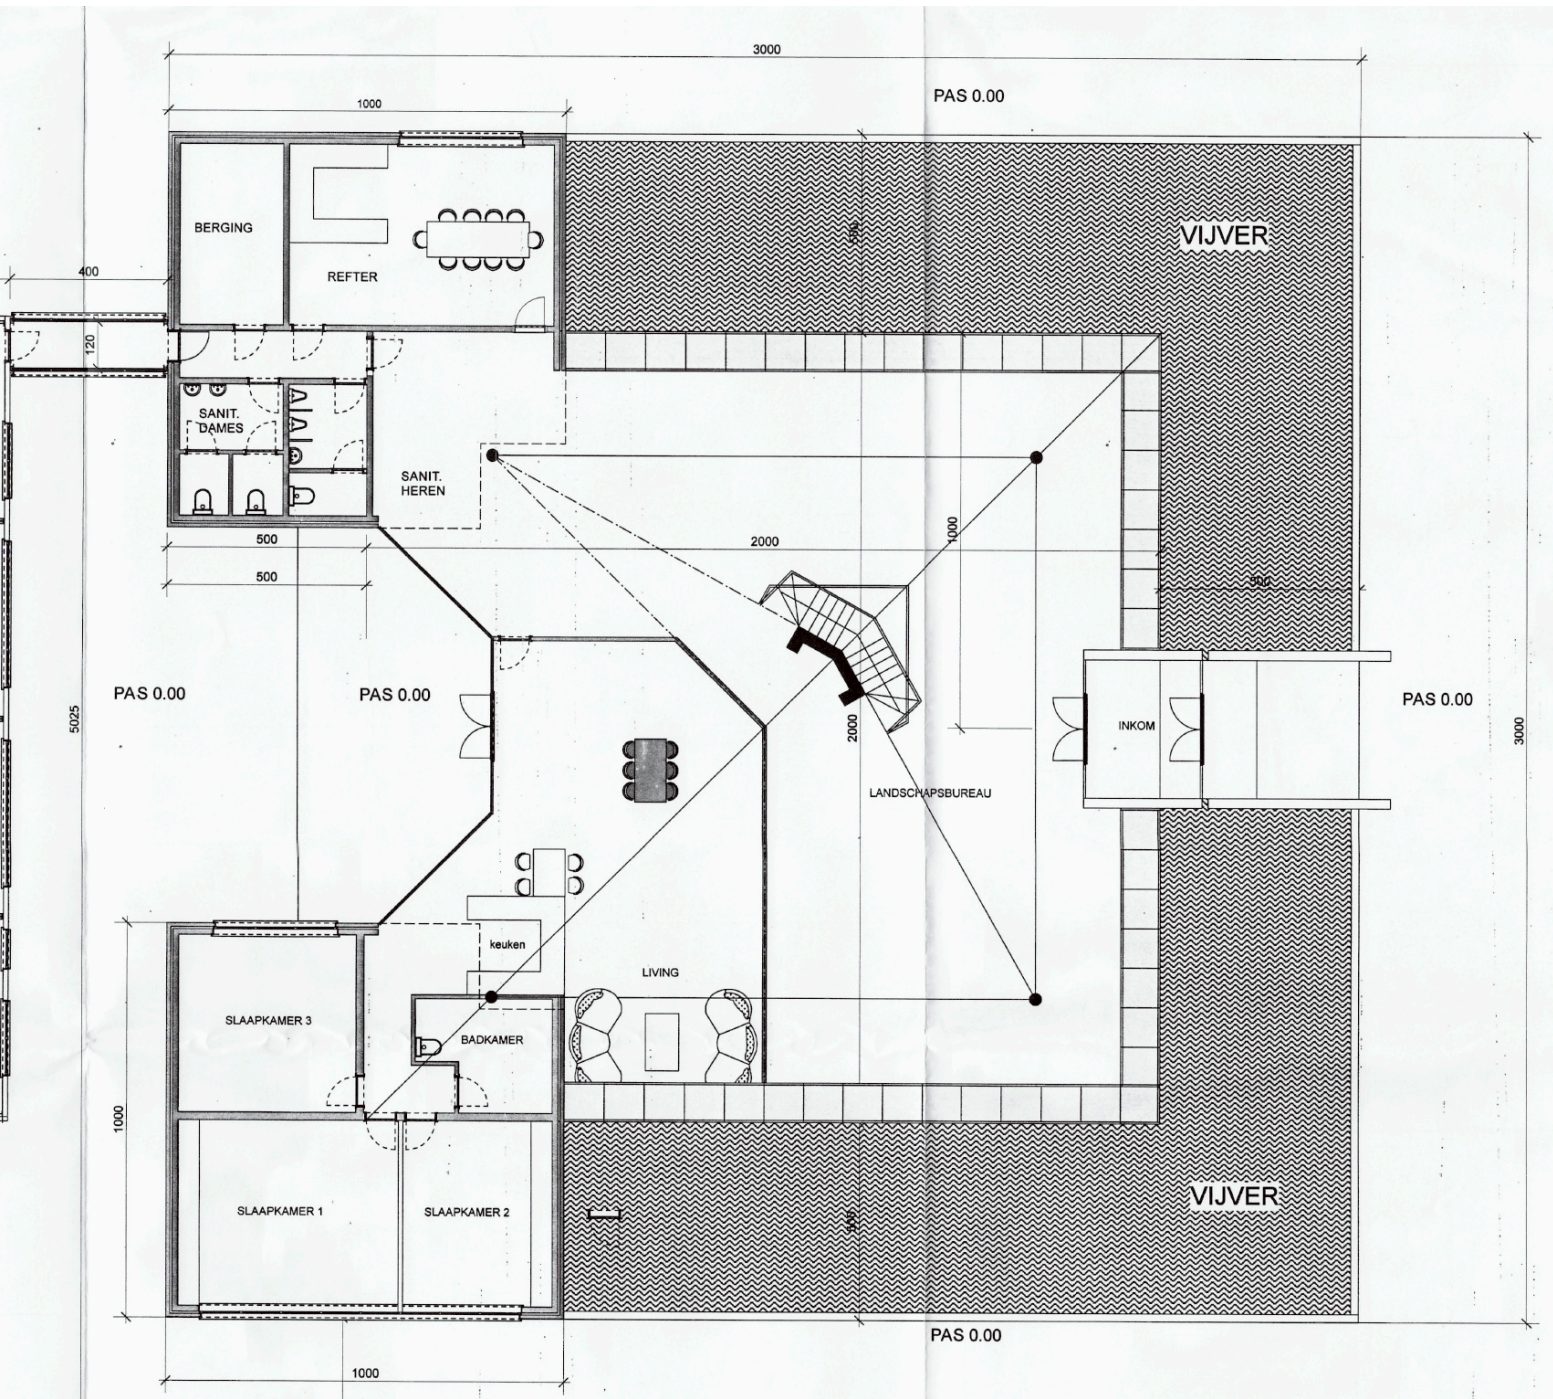 3000
PAS 0.00
1000
VIJVER
BERGING
REFTER
400
120
500
SANIT.
DAMES
SANIT.
HEREN
500
500
2000
1000
500
PAS 0.00
PAS 0.00
5025
2000
INKOM
PAS 0.00
3000
LANDSCHAPSBUREAU
keuken
LIVING
SLAAPKAMER 3
BADKAMER
1000
SLAAPKAMER 1
SLAAPKAMER 2
VIJVER
500
PAS 0.00
1000